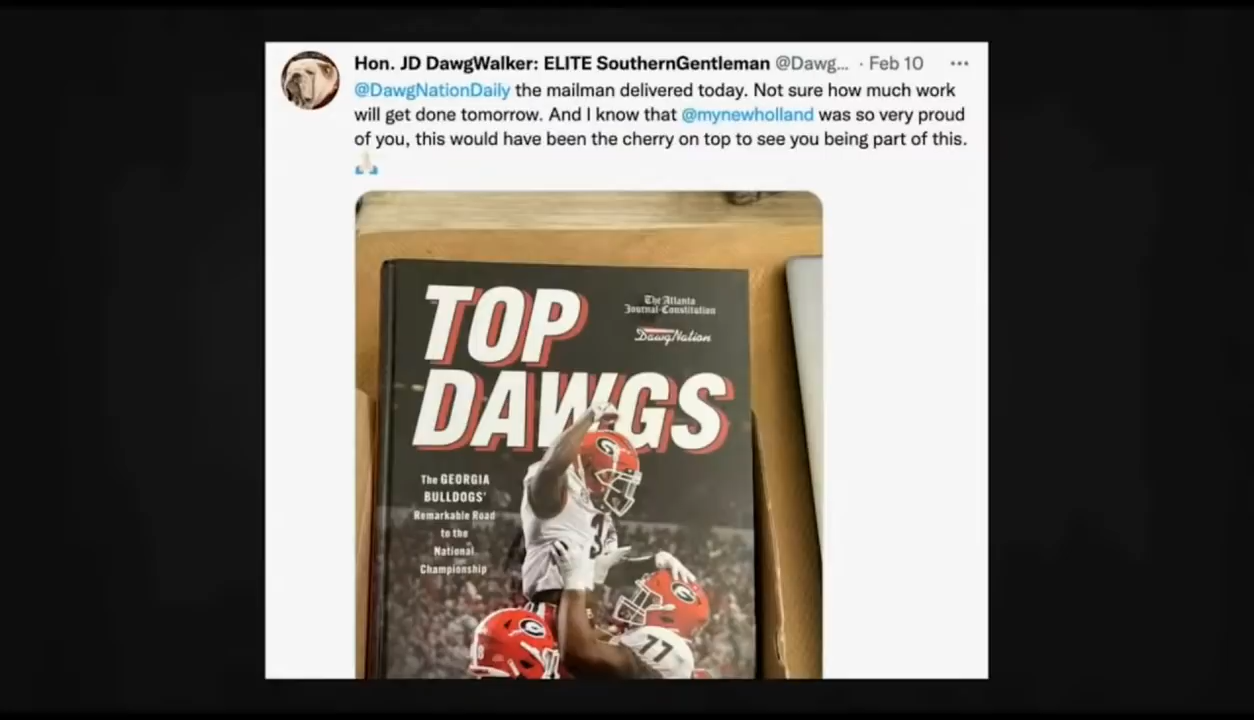 Hon. JD DawgWalker: ELITE SouthernGentleman @Dawg... · Feb 10 ...
@DawgNationDaily the mailman delivered today. Not sure how much work
will get done tomorrow. And I know that @mynewholland was so very proud
of you, this would have been the cherry on top to see you being part of this.
TOP
DAWGS
The Atlanta
Journal-Constitution
DawgNation
The GEORGIA
BULLDOGS'
Remarkable Road
to the
National
Championship
3
77
8